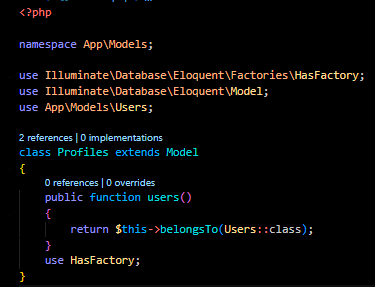 <?php
namespace App\Models;
use Illuminate\Database\Eloquent\Factories\HasFactory;
use Illuminate\Database\Eloquent\Model;
use App\Models\Users;
2 references | 0 implementations
class Profiles extends Model
{
0 references | 0 overrides
public function users()
{
return $this->belongsTo(Users::class);
}
use HasFactory;
}